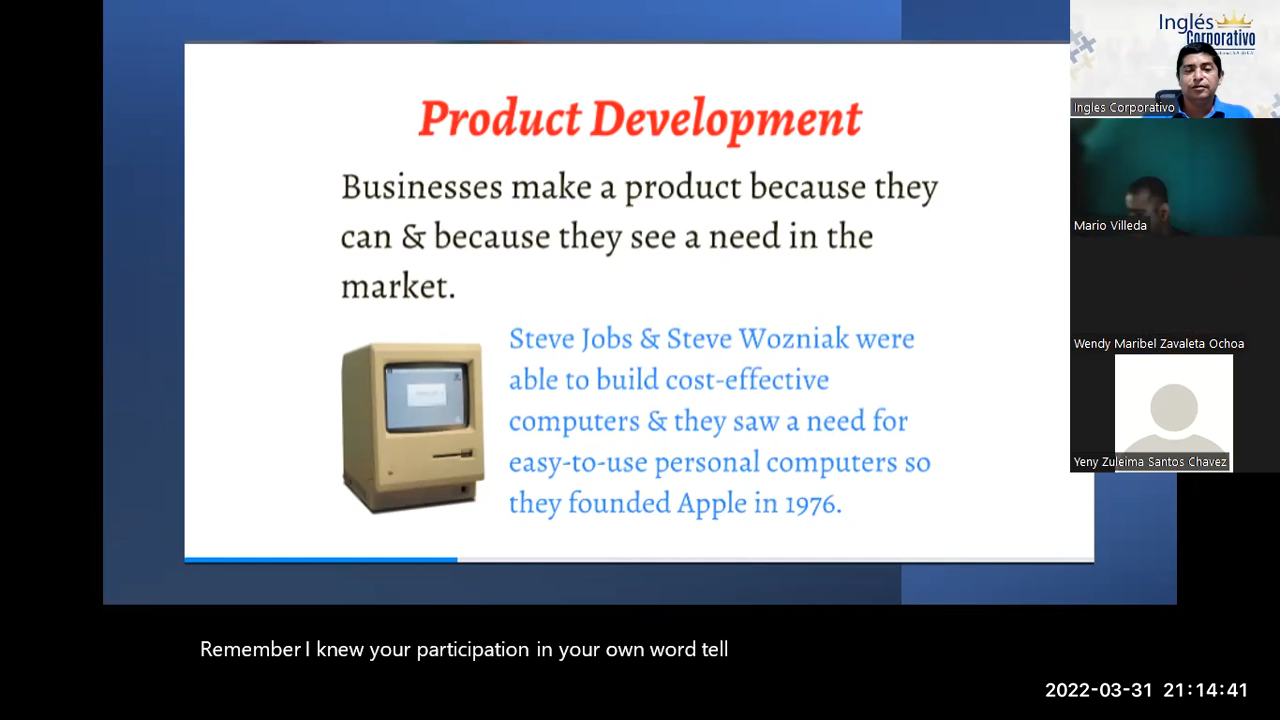 Product Development
Businesses make a product because they
can & because they see a need in the
market.
Steve Jobs & Steve Wozniak were
able to build cost-effective
computers & they saw a need for
easy-to-use personal computers so
they founded Apple in 1976.
Inglés
Corporativo
Ingles Corporativo
Mario Villeda
Wendy Maribel Zavaleta Ochoa
Yeny Zuleima Santos Chavez
Remember I knew your participation in your own word tell
2022-03-31 21:14:41